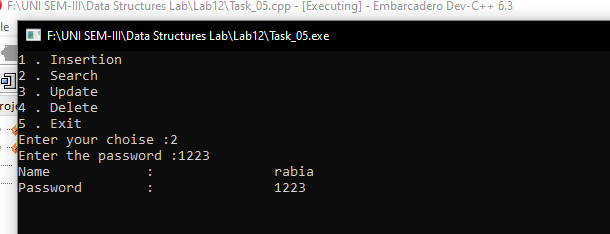 F:\UNI SEM-III\Data Structures Lab\Lab12\Task_05.cpp - [Executing] - Embarcadero Dev-C++ 6.3
F:\UNI SEM-III\Data Structures Lab\Lab12\Task_05.exe
1 . Insertion
2 . Search
3 . Update
4 . Delete
5 . Exit
Enter your choise :2
Enter the password :1223
Name : rabia
Password : 1223